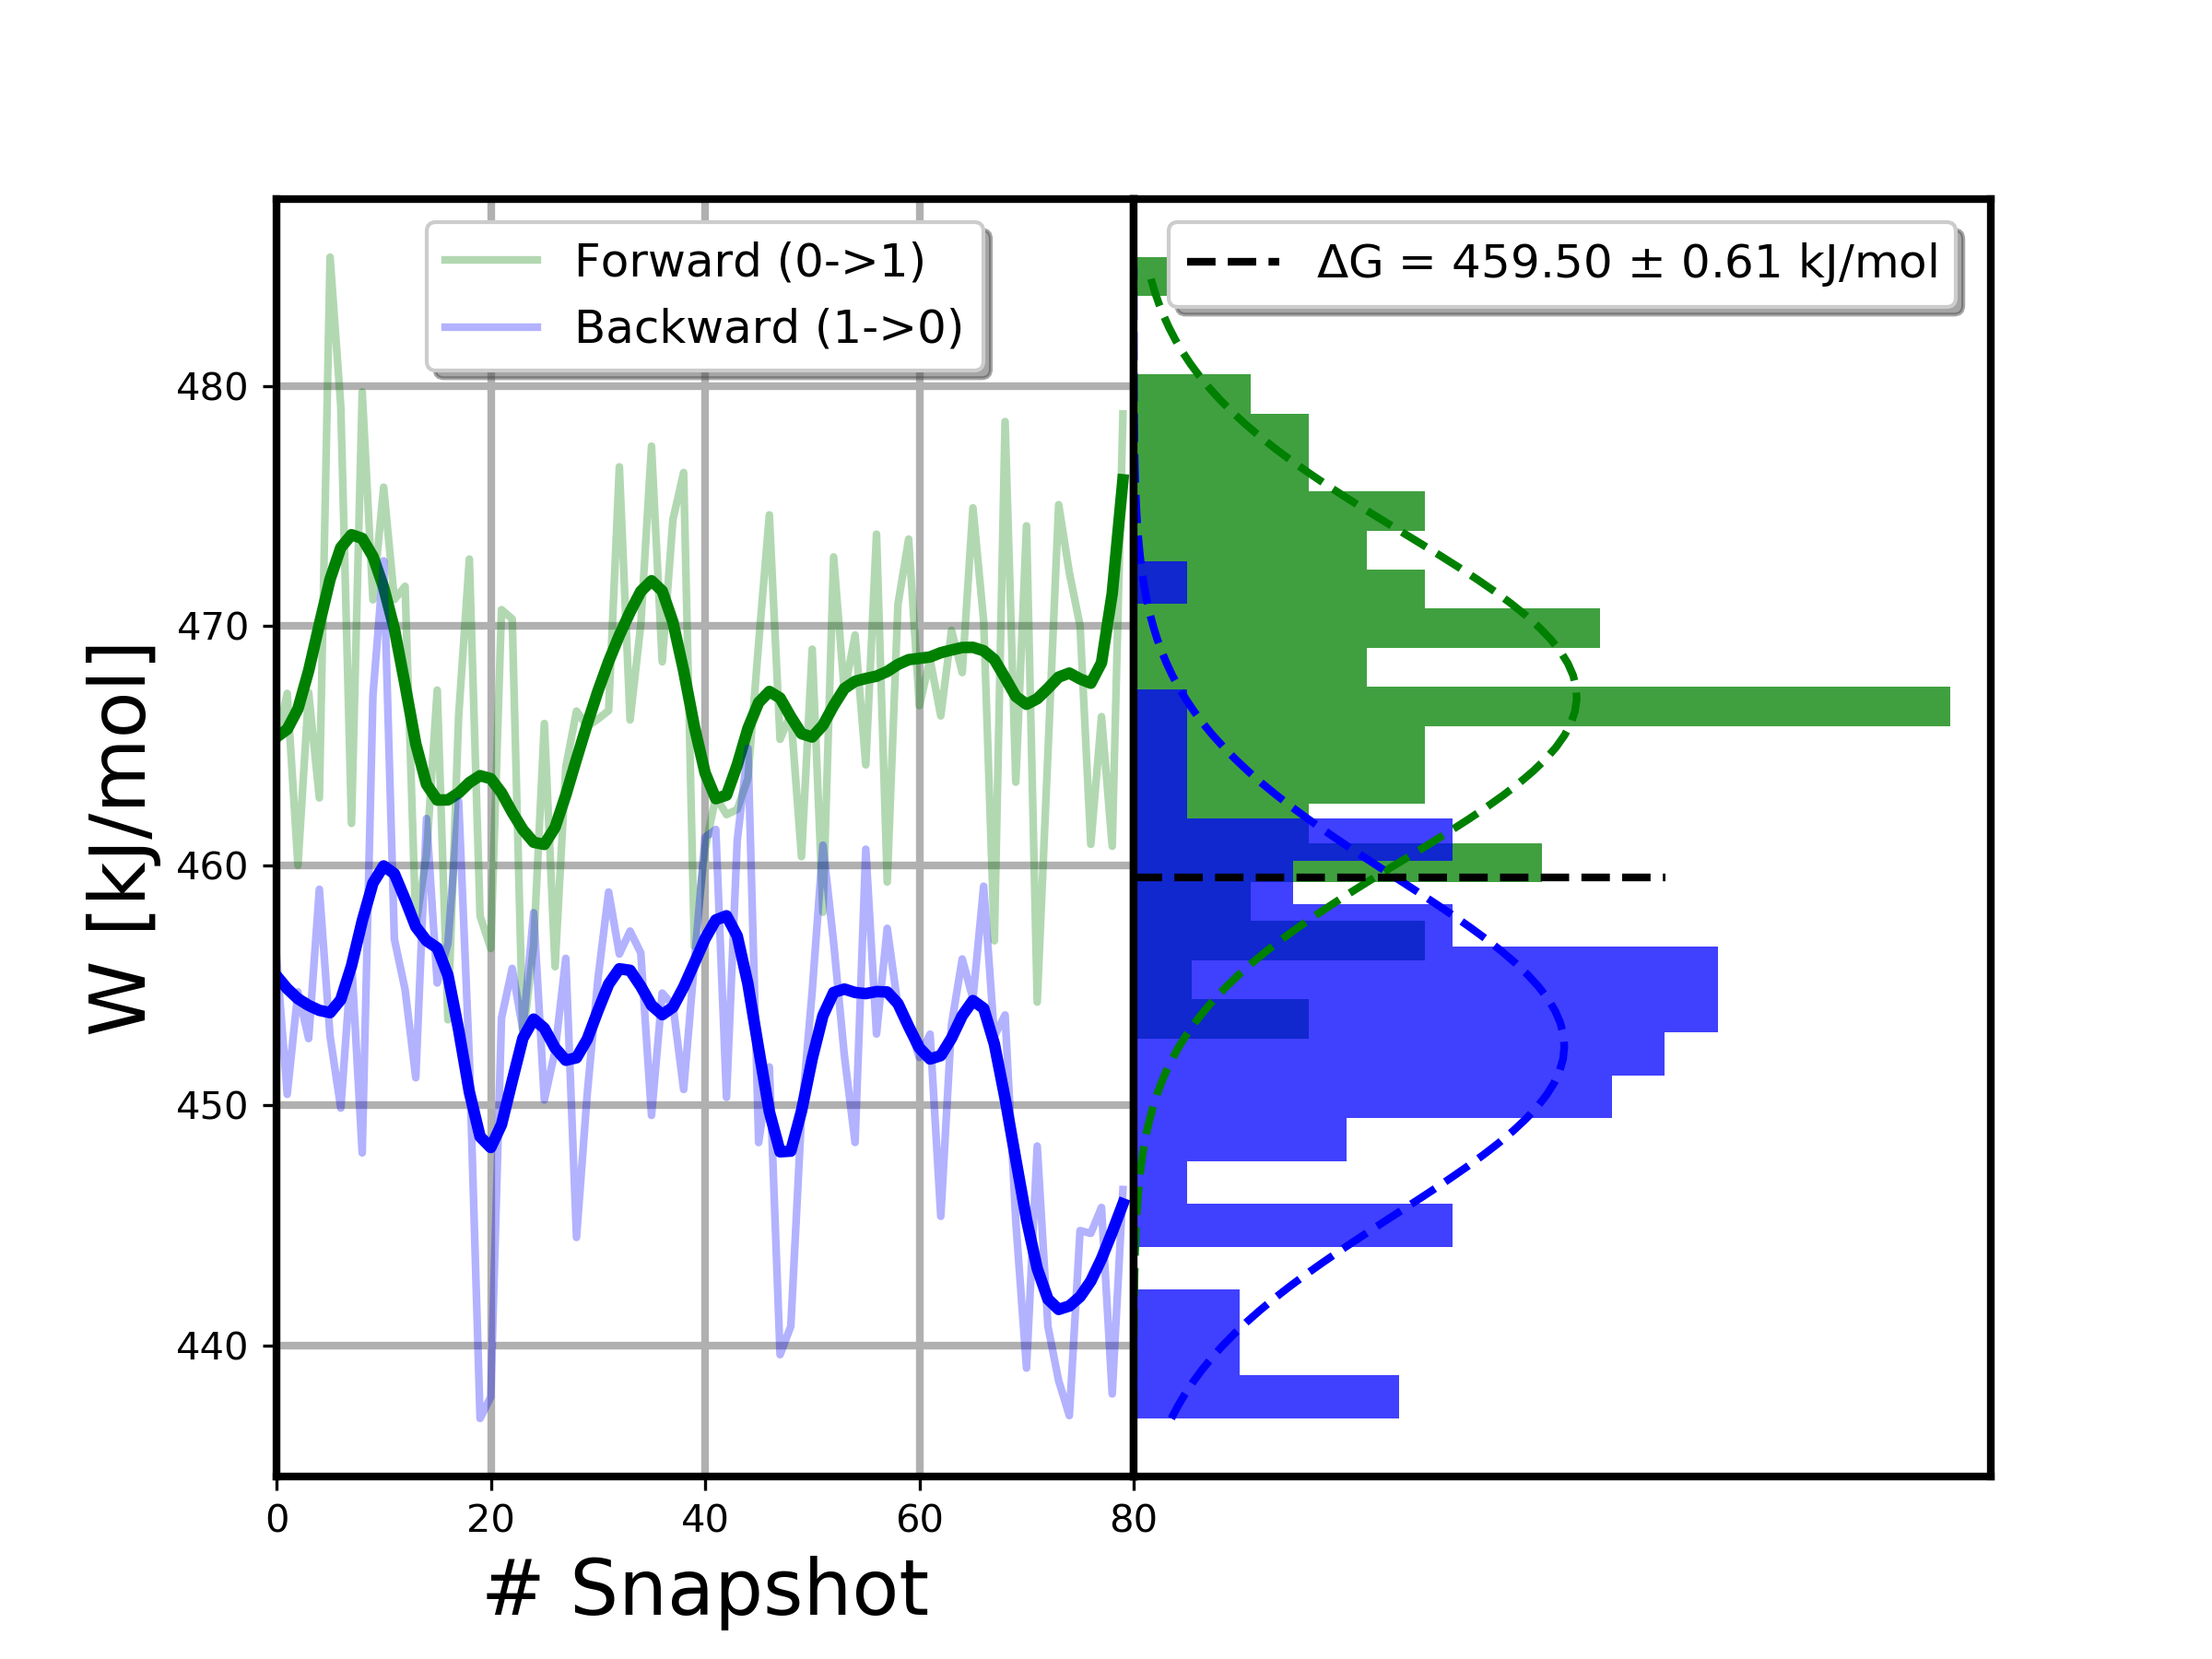 Forward (0->1)
Backward (1->0)
ΔG = 459.50 ± 0.61 kJ/mol
W [kJ/mol]
480
470
460
450
440
0 20 40 60 80
# Snapshot